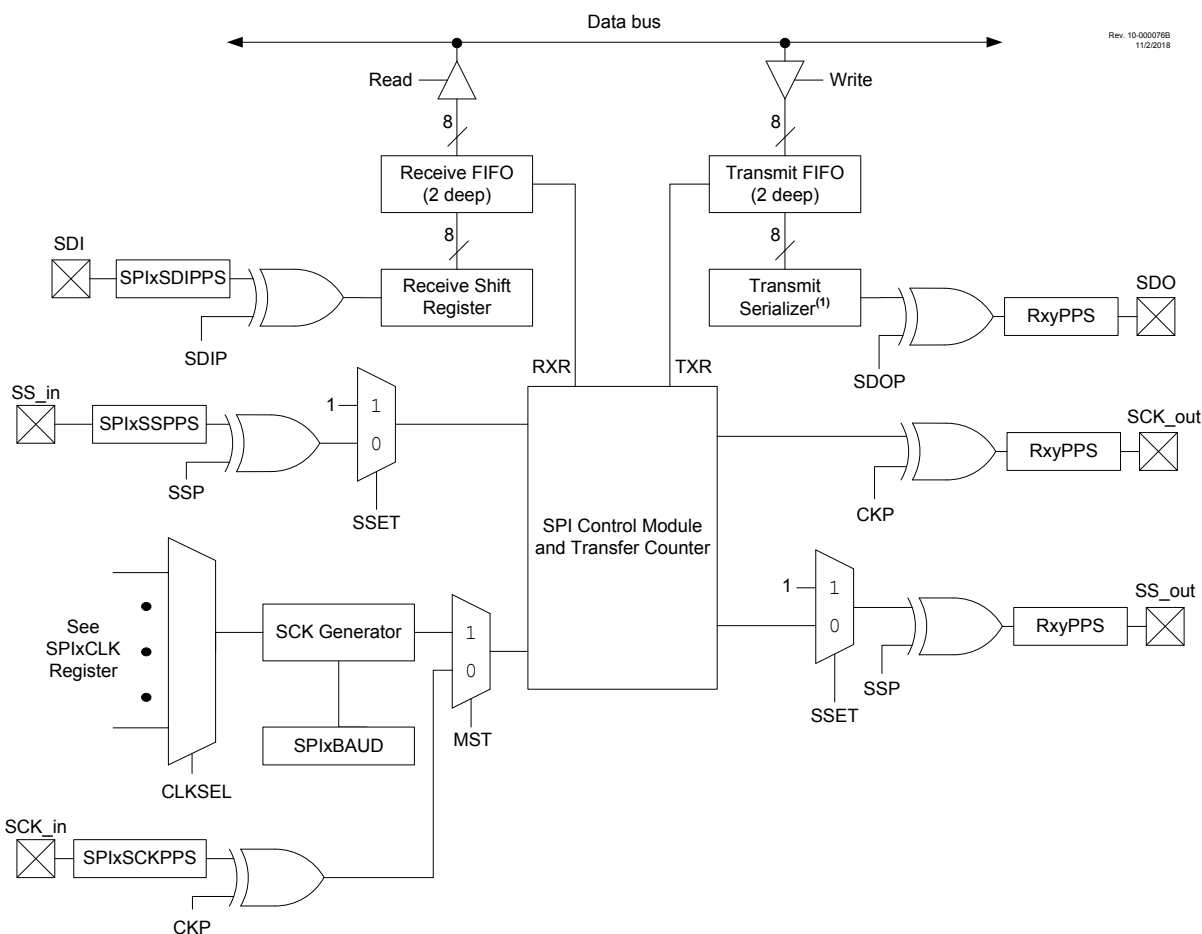 Data bus
Rev. 10-000076B
11/2/2018
Read
Write
8
8
Receive FIFO
(2 deep)
Transmit FIFO
(2 deep)
8
8
SDI
SPIxSDIPPS
Receive Shift
Register
Transmit
Serializer(1)
RxyPPS
SDO
SDIP
SDOP
RXR
TXR
SS_in
SPIxSSPPS
1
1
0
SSP
SSET
SCK_out
RxyPPS
CKP
SPI Control Module
and Transfer Counter
See
SPIxCLK
Register
SCK Generator
1
0
SPIxBAUD
MST
CLKSEL
1
1
0
SS_out
RxyPPS
SSP
SSET
SCK_in
SPIxSCKPPS
CKP